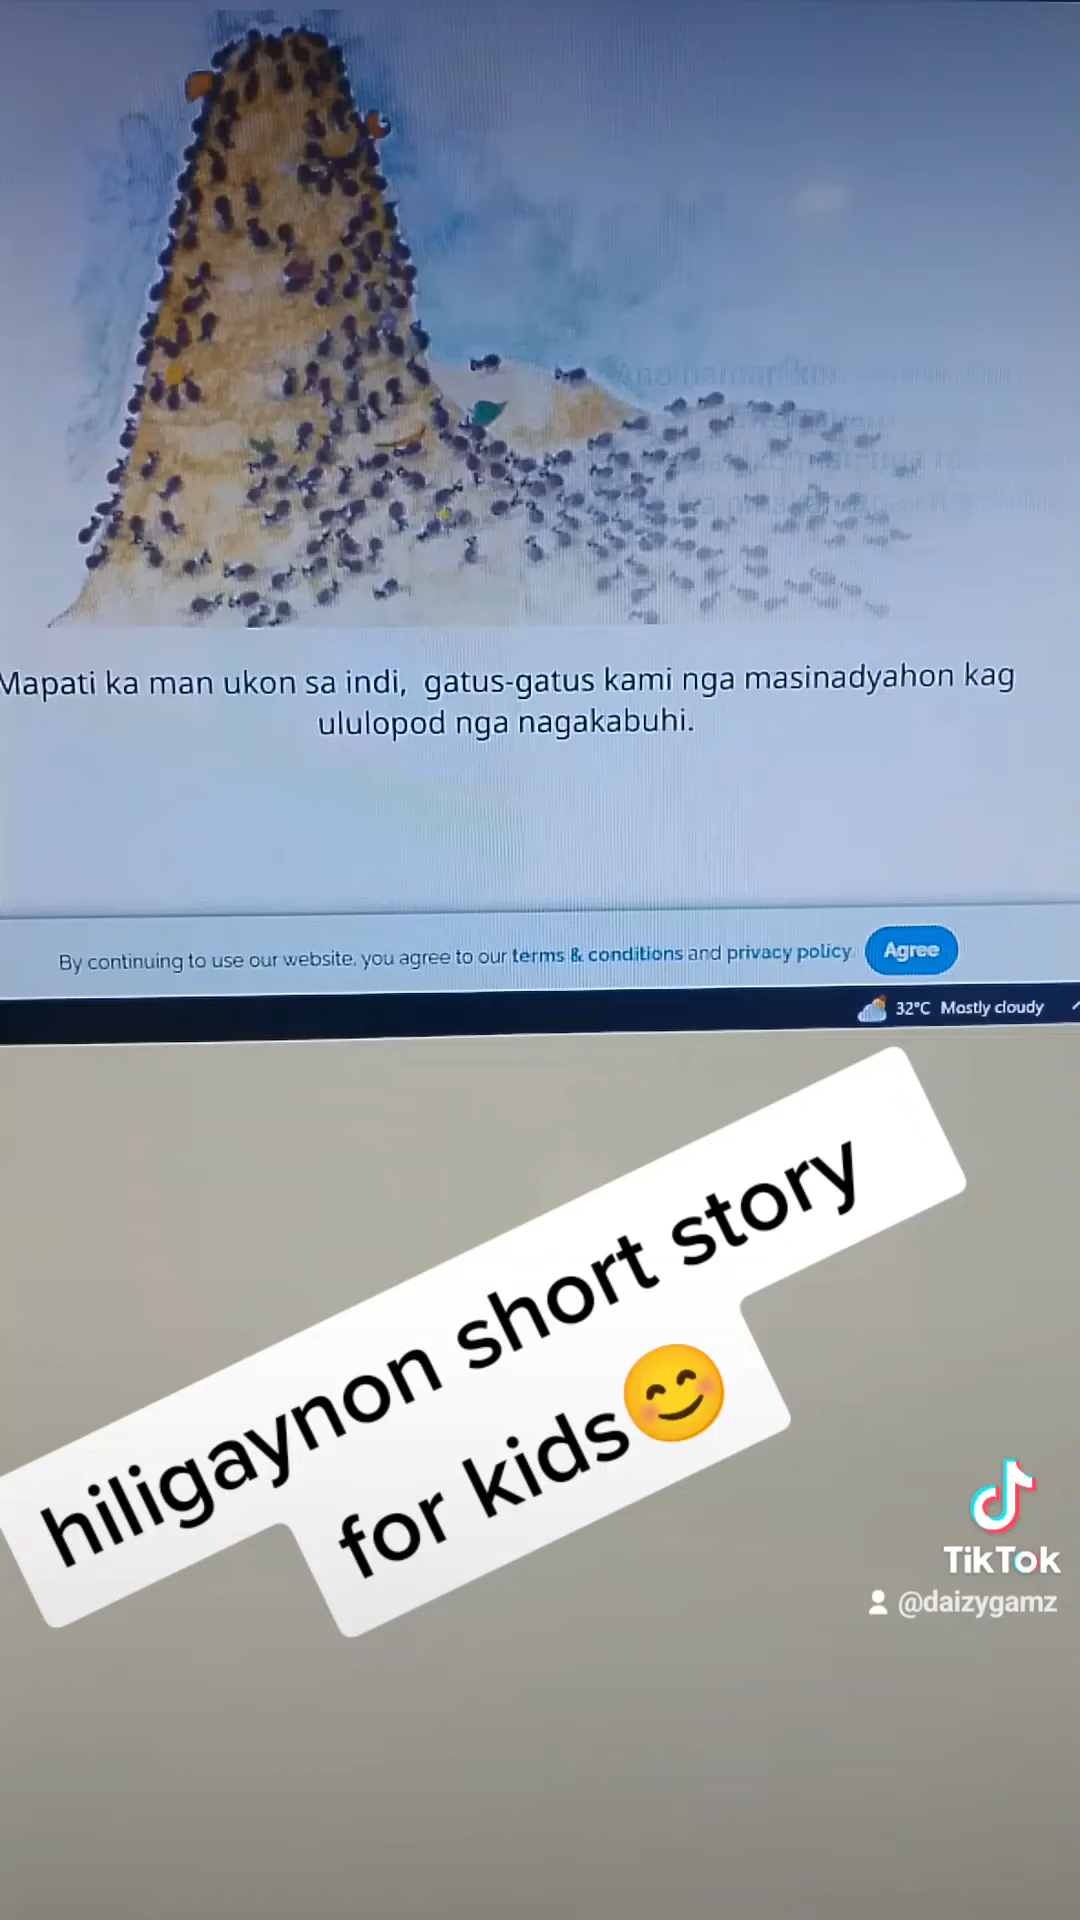 Mapati ka man ukon sa indi, gatus-gatus kami nga masinadyahon kag
ululopod nga nagakabuhi.
By continuing to use our website, you agree to our terms & conditions and privacy policy
Agree
32°C Mostly cloudy
hiligaynon short story
for kids😊
TikTok
@daizygamz